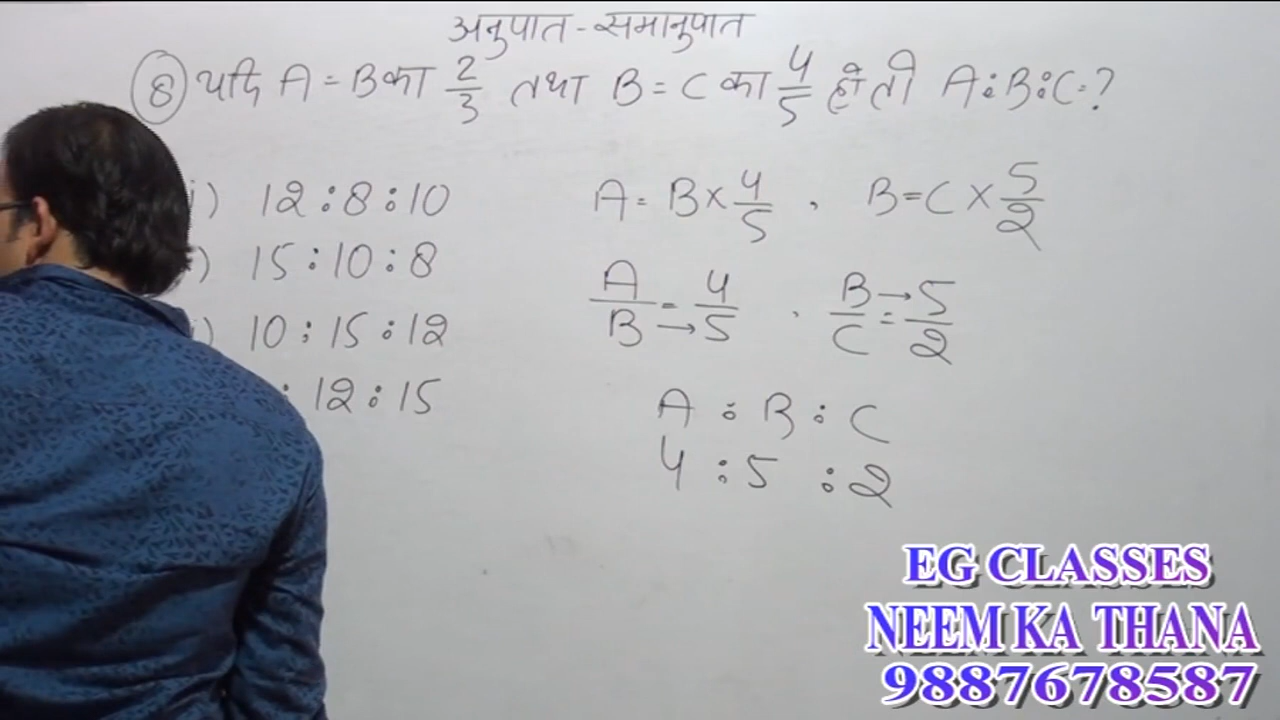 अनुपात - समानुपात
8 यदि A = B का 2/3 तथा B = C का 4/5 हो तो A:B:C = ?
i) 12:8:10
) 15:10:8
) 10:15:12
: 12:15
A = B × 4/5 , B = C × 5/2
A/B → = 4/5 , B/C → = 5/2
A : B : C
4 : 5 : 2
EG CLASSES
NEEM KA THANA
9887678587